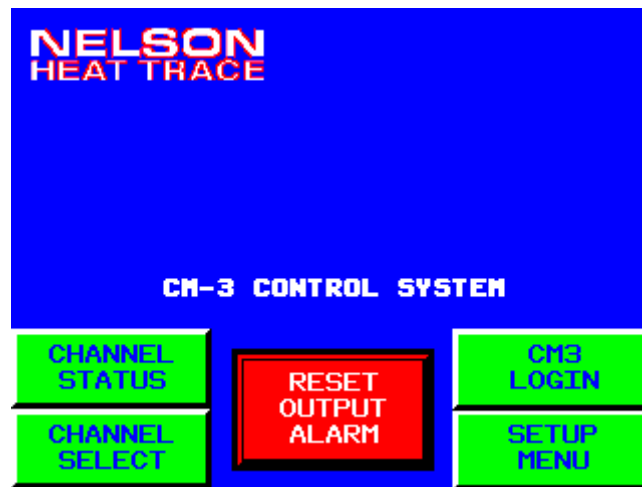 NELSON
HEAT TRACE
CM-3 CONTROL SYSTEM
CHANNEL
STATUS
CHANNEL
SELECT
RESET
OUTPUT
ALARM
CM3
LOGIN
SETUP
MENU